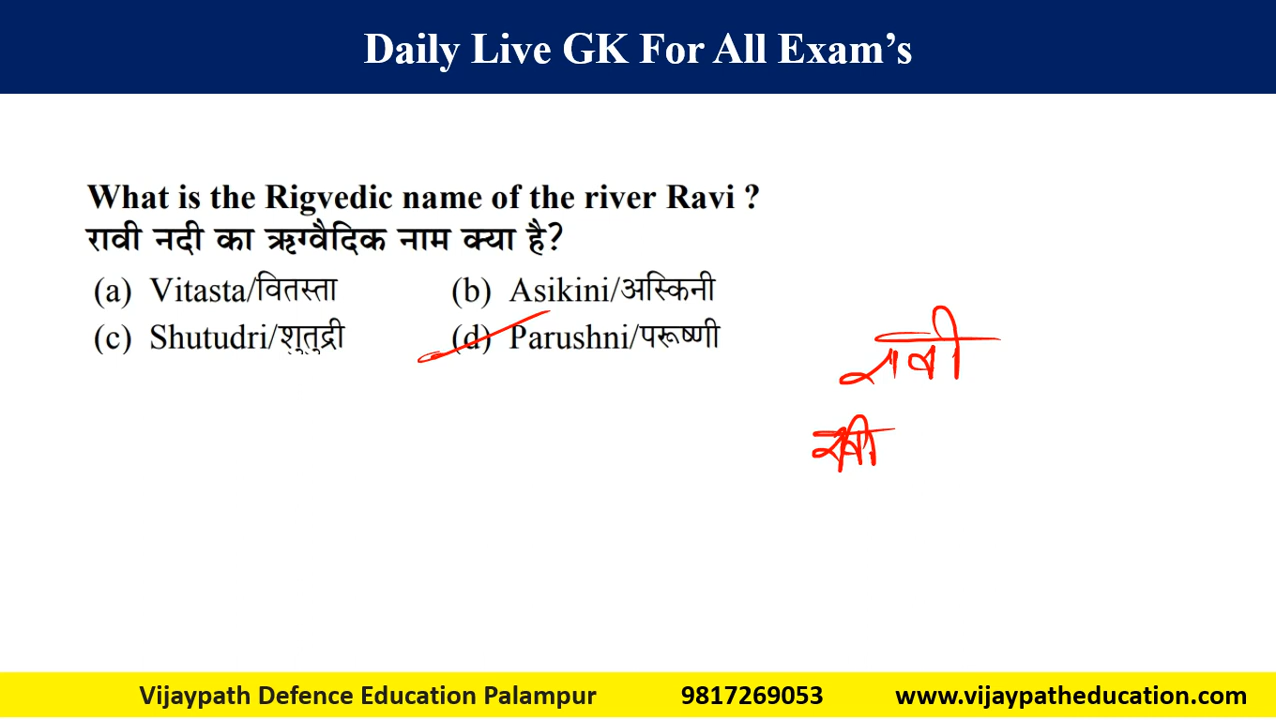 Daily Live GK For All Exam's
What is the Rigvedic name of the river Ravi ?
रावी नदी का ऋग्वैदिक नाम क्या है?
(a) Vitasta/वितस्ता (b) Asikini/अस्किनी
(c) Shutudri/शुतुद्री (d) Parushni/परूष्णी
रावी
Vijaypath Defence Education Palampur 9817269053 www.vijaypatheducation.com